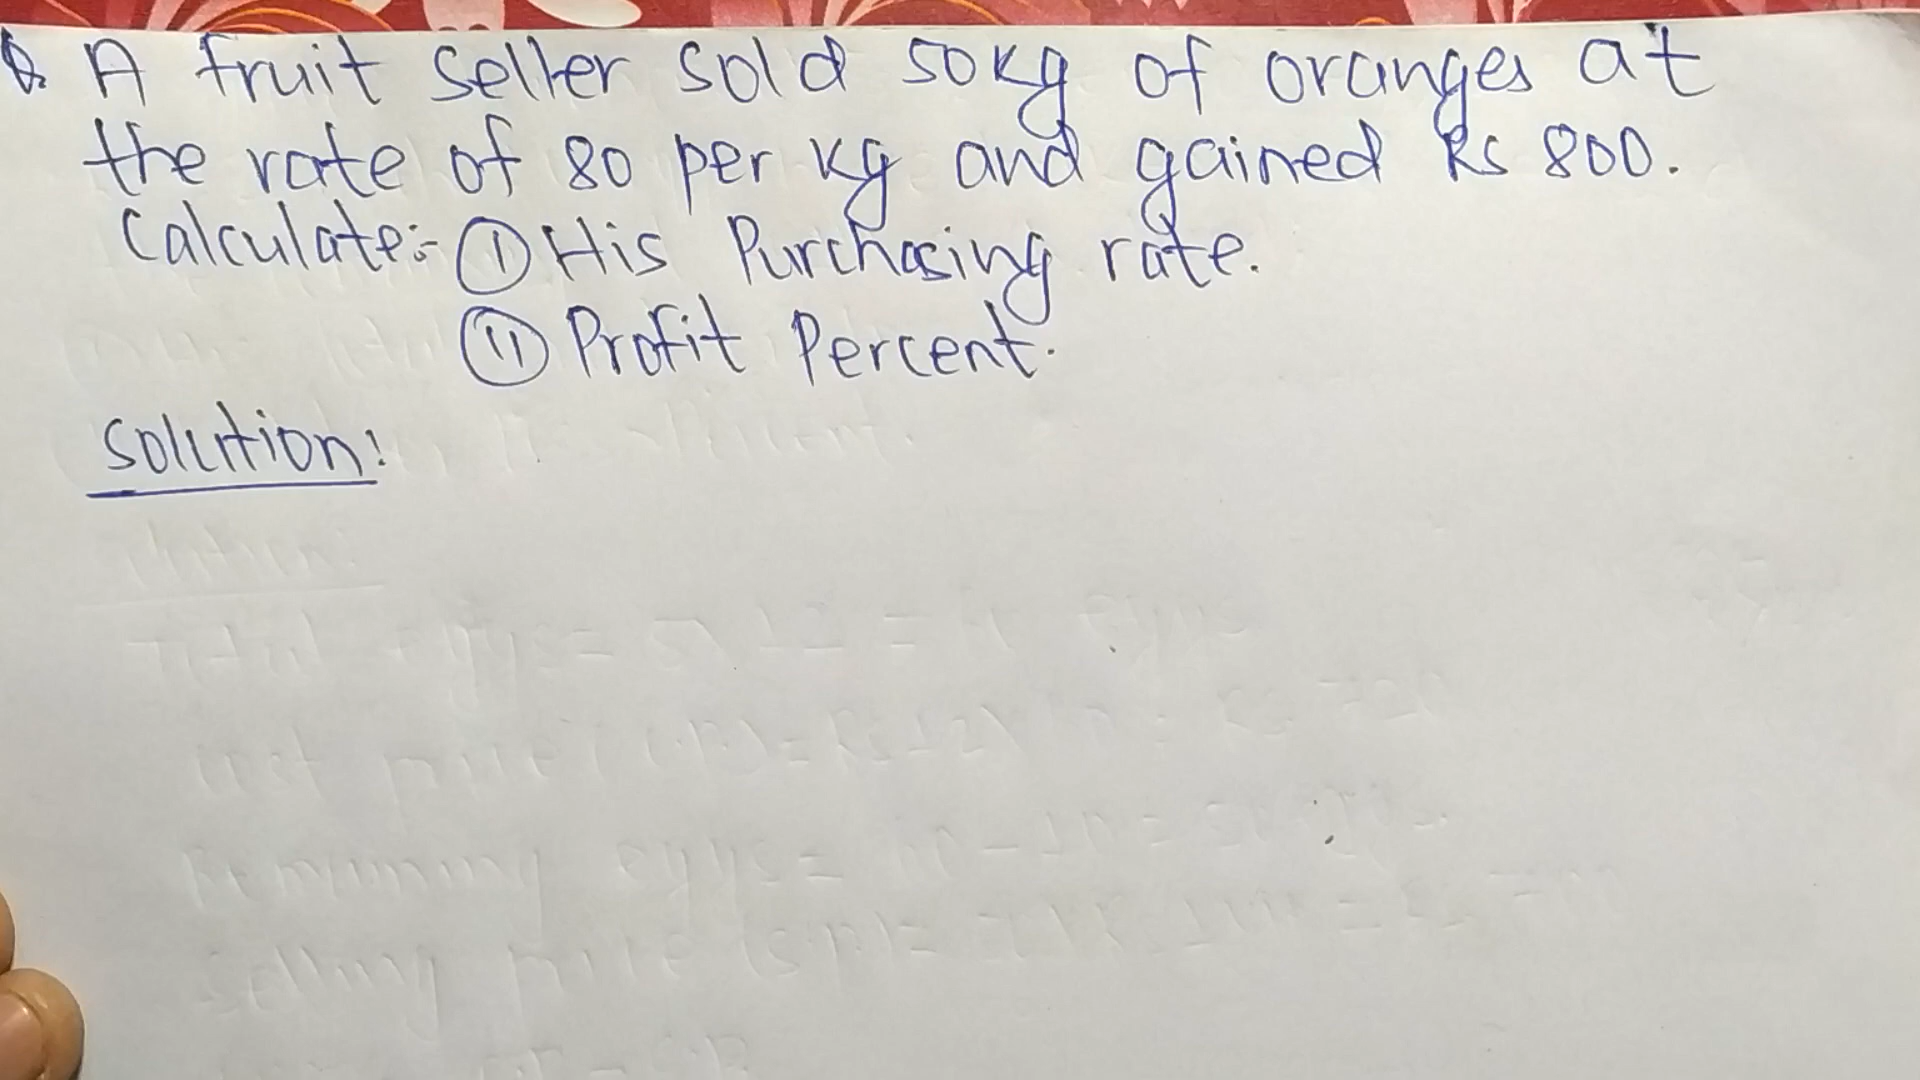 Q. A fruit seller sold 50kg of oranges at
the rate of 80 per kg and gained Rs 800.
Calculate:- (I) His Purchasing rate.
(II) Profit Percent.
Solution: